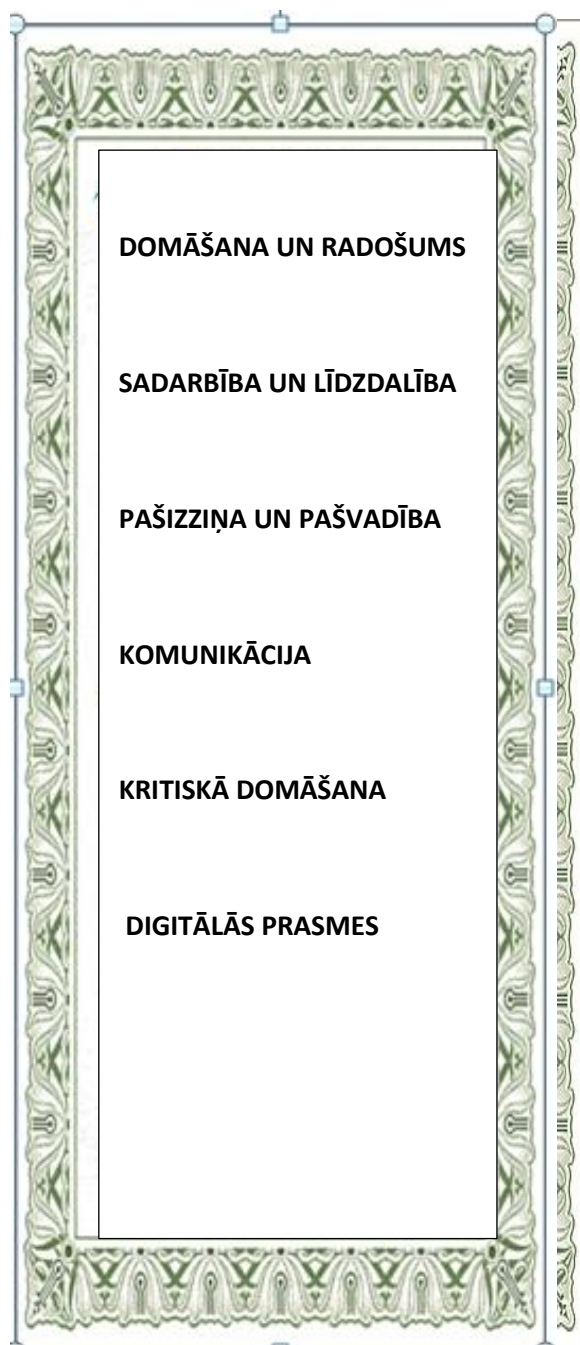 DOMĀŠANA UN RADOŠUMS
SADARBĪBA UN LĪDZDALĪBA
PAŠIZZIŅA UN PAŠVADĪBA
KOMUNIKĀCIJA
KRITISKĀ DOMĀŠANA
DIGITĀLĀS PRASMES